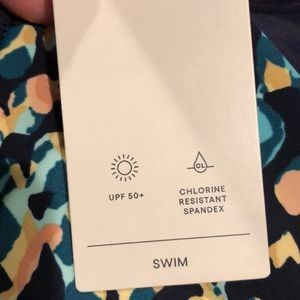 UPF 50+
CL
CHLORINE
RESISTANT
SPANDEX
SWIM